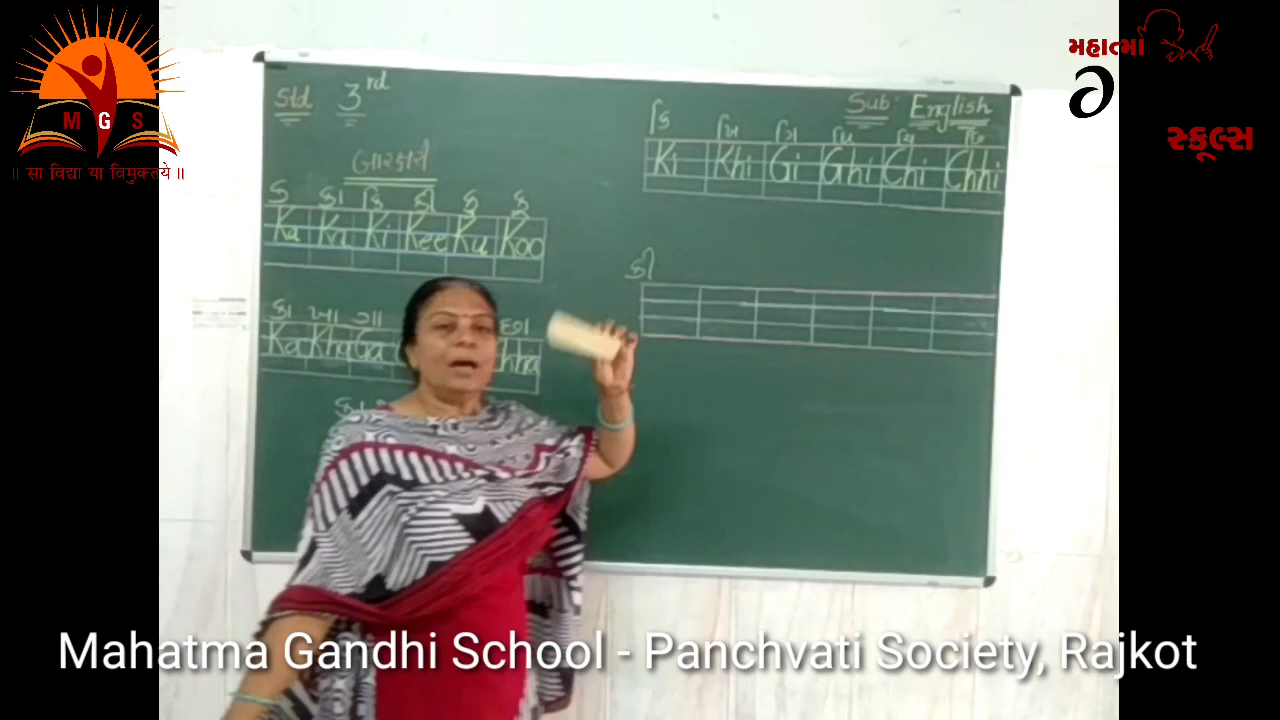 M G S
॥ सा विद्या या विमुक्तये ॥
મહાત્મા
સ્કૂલ્સ
Std 3rd
Sub: English
બારાક્ષરી
ક કા કિ કી કુ કૂ
Ka Ka Ki Kee Ku Koo
કા ખા ગા છા
Ka Kha Ga hha
કિ ખિ ગિ ઘિ ચિ છિ
Ki Khi Gi Ghi Chi Chhi
કી
Mahatma Gandhi School - Panchvati Society, Rajkot